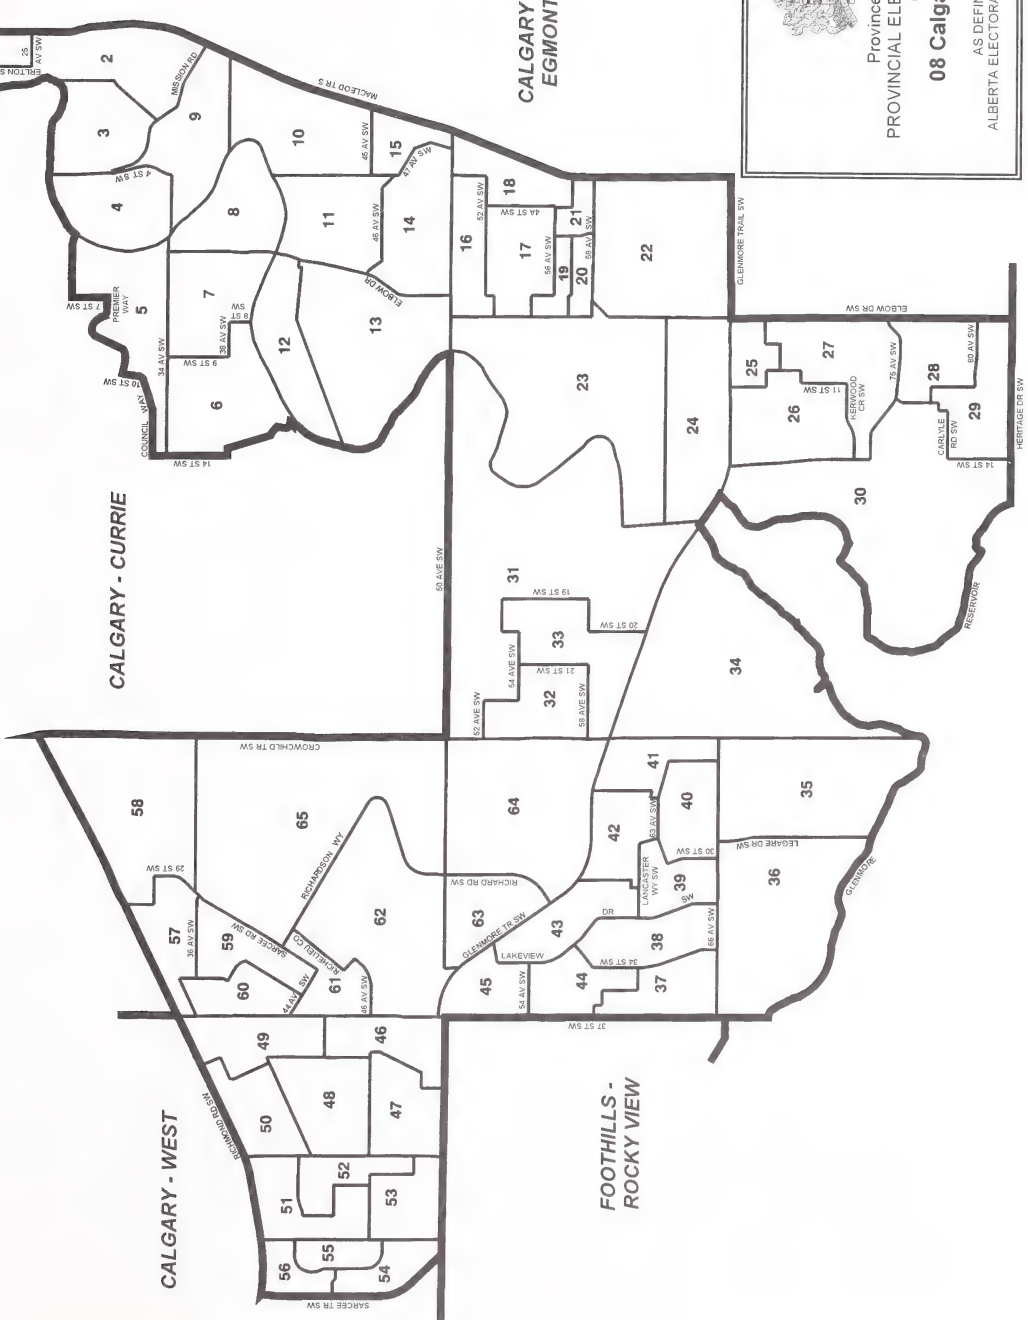 CALGARY - WEST
CALGARY - CURRIE
CALGARY
EGMONT
FOOTHILLS -
ROCKY VIEW
Province
PROVINCIAL ELE
08 Calga
AS DEFIN
ALBERTA ELECTORA
SARCEE TR SW
RICHMOND RD SW
37 ST SW
56
55
54
51
52
53
50
49
48
47
46
57
36 AV SW
58
29 ST SW
59
60
SARCEE RD SW
44 AV SW
61
RICHELIEU CO
46 AV SW
62
RICHARDSON WY
65
CROWCHILD TR SW
RICHARD RD SW
63
64
GLENMORE TR SW
45
54 AV SW
LAKEVIEW
DR
SW
43
44
34 ST SW
37
38
66 AV SW
39
LANCASTER
WY SW
30 ST SW
42
63 AV SW
40
41
36
LEGARE DR SW
35
GLENMORE
34
50 AVE SW
31
32
33
52 AVE SW
54 AVE SW
58 AVE SW
21 ST SW
19 ST SW
20 ST SW
23
24
30
RESERVOIR
14 ST SW
COUNCIL WAY
10 ST SW
7 ST SW
PREMIER
WAY
34 AV SW
5
6
9 ST SW
38 AV SW
8 ST
SW
7
12
13
ELBOW DR
4
4 ST SW
3
2
ERLTON S
25
AV SW
MISSION RD
9
8
10
11
46 AV SW
45 AV SW
15
47 AV SW
14
MACLEOD TR S
16
52 AV SW
18
4A ST SW
17
56 AV SW
21
19
20
58 AV SW
22
GLENMORE TRAIL SW
ELBOW DR SW
25
26
27
11 ST SW
KERWOOD
CR SW
75 AV SW
28
80 AV SW
CARLYLE
RD SW
29
14 ST SW
HERITAGE DR SW